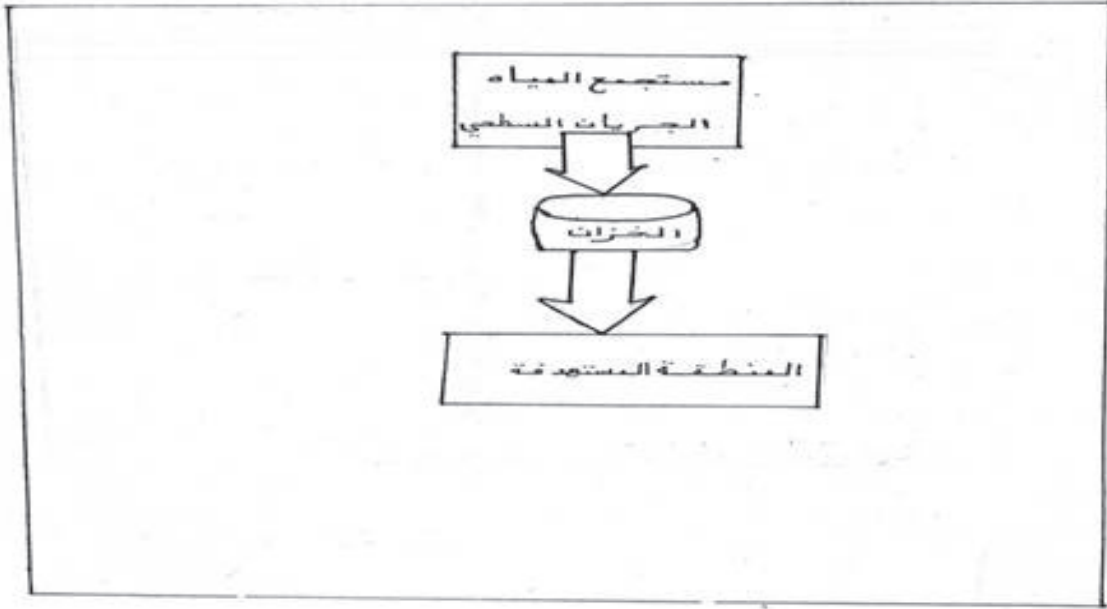 مستجمع المياه
الجريان السطحي
الخزان
المنطقة المستهدفة